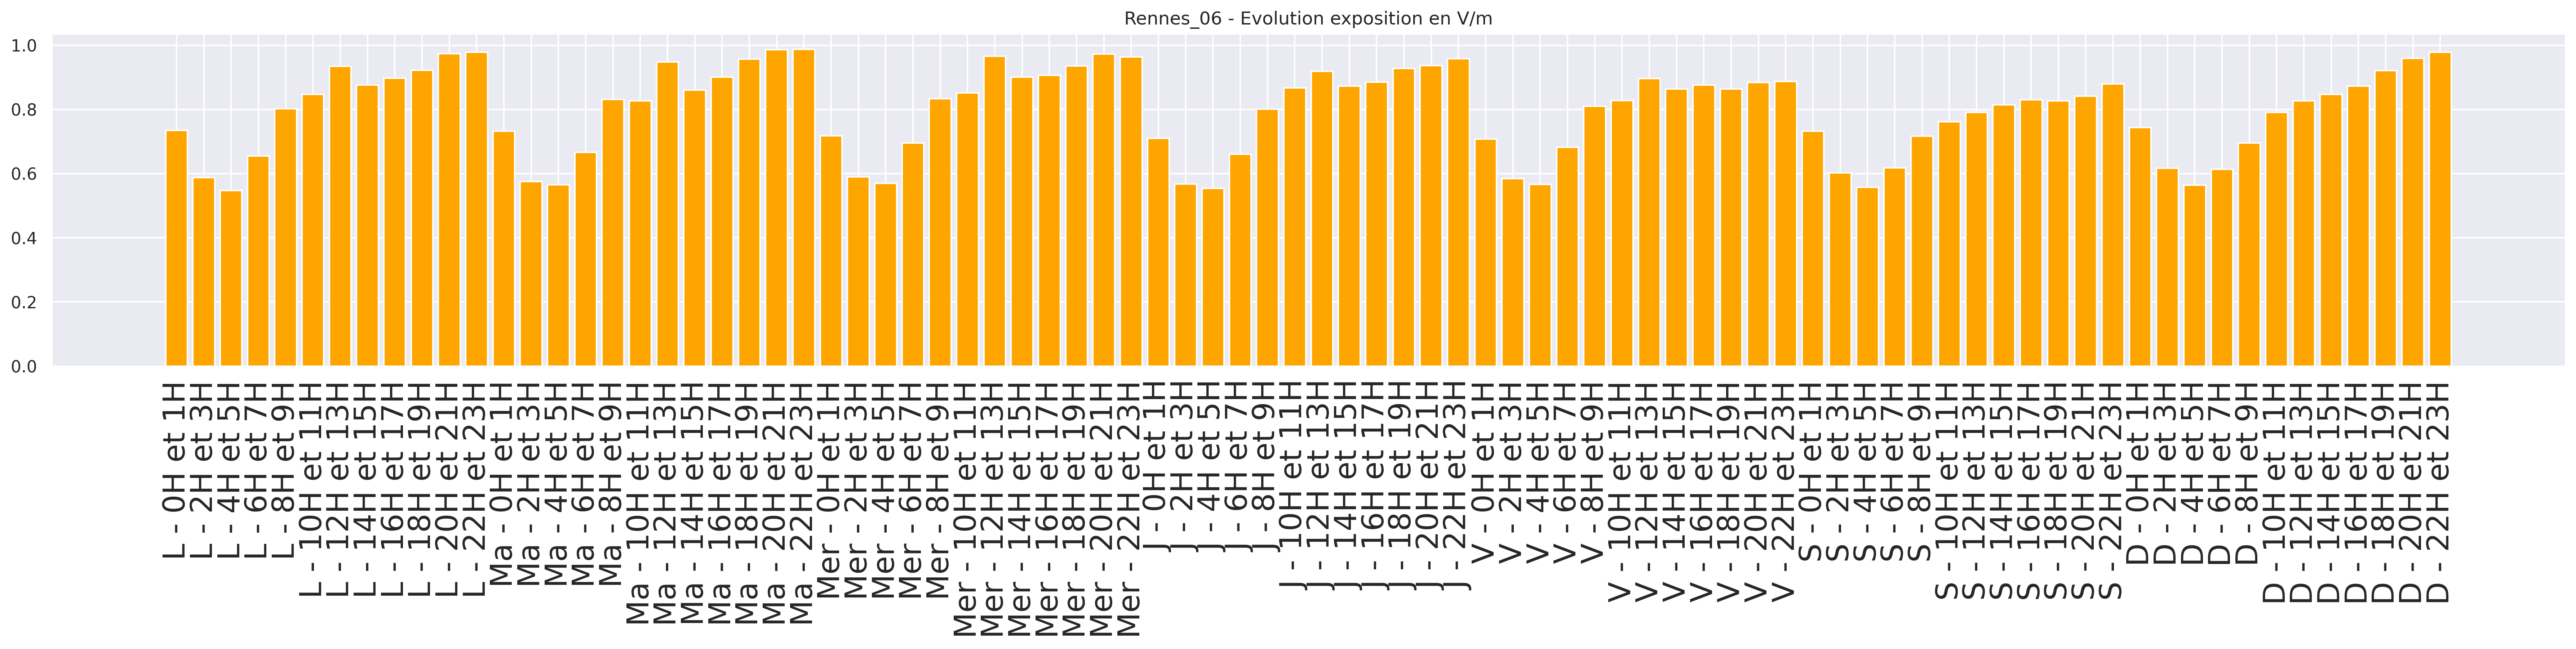 Rennes_06 - Evolution exposition en V/m
1.0
0.8
0.6
0.4
0.2
0.0
L - 0H et 1H
L - 2H et 3H
L - 4H et 5H
L - 6H et 7H
L - 8H et 9H
L - 10H et 11H
L - 12H et 13H
L - 14H et 15H
L - 16H et 17H
L - 18H et 19H
L - 20H et 21H
L - 22H et 23H
Ma - 0H et 1H
Ma - 2H et 3H
Ma - 4H et 5H
Ma - 6H et 7H
Ma - 8H et 9H
Ma - 10H et 11H
Ma - 12H et 13H
Ma - 14H et 15H
Ma - 16H et 17H
Ma - 18H et 19H
Ma - 20H et 21H
Ma - 22H et 23H
Mer - 0H et 1H
Mer - 2H et 3H
Mer - 4H et 5H
Mer - 6H et 7H
Mer - 8H et 9H
Mer - 10H et 11H
Mer - 12H et 13H
Mer - 14H et 15H
Mer - 16H et 17H
Mer - 18H et 19H
Mer - 20H et 21H
Mer - 22H et 23H
J - 0H et 1H
J - 2H et 3H
J - 4H et 5H
J - 6H et 7H
J - 8H et 9H
J - 10H et 11H
J - 12H et 13H
J - 14H et 15H
J - 16H et 17H
J - 18H et 19H
J - 20H et 21H
J - 22H et 23H
V - 0H et 1H
V - 2H et 3H
V - 4H et 5H
V - 6H et 7H
V - 8H et 9H
V - 10H et 11H
V - 12H et 13H
V - 14H et 15H
V - 16H et 17H
V - 18H et 19H
V - 20H et 21H
V - 22H et 23H
S - 0H et 1H
S - 2H et 3H
S - 4H et 5H
S - 6H et 7H
S - 8H et 9H
S - 10H et 11H
S - 12H et 13H
S - 14H et 15H
S - 16H et 17H
S - 18H et 19H
S - 20H et 21H
S - 22H et 23H
D - 0H et 1H
D - 2H et 3H
D - 4H et 5H
D - 6H et 7H
D - 8H et 9H
D - 10H et 11H
D - 12H et 13H
D - 14H et 15H
D - 16H et 17H
D - 18H et 19H
D - 20H et 21H
D - 22H et 23H